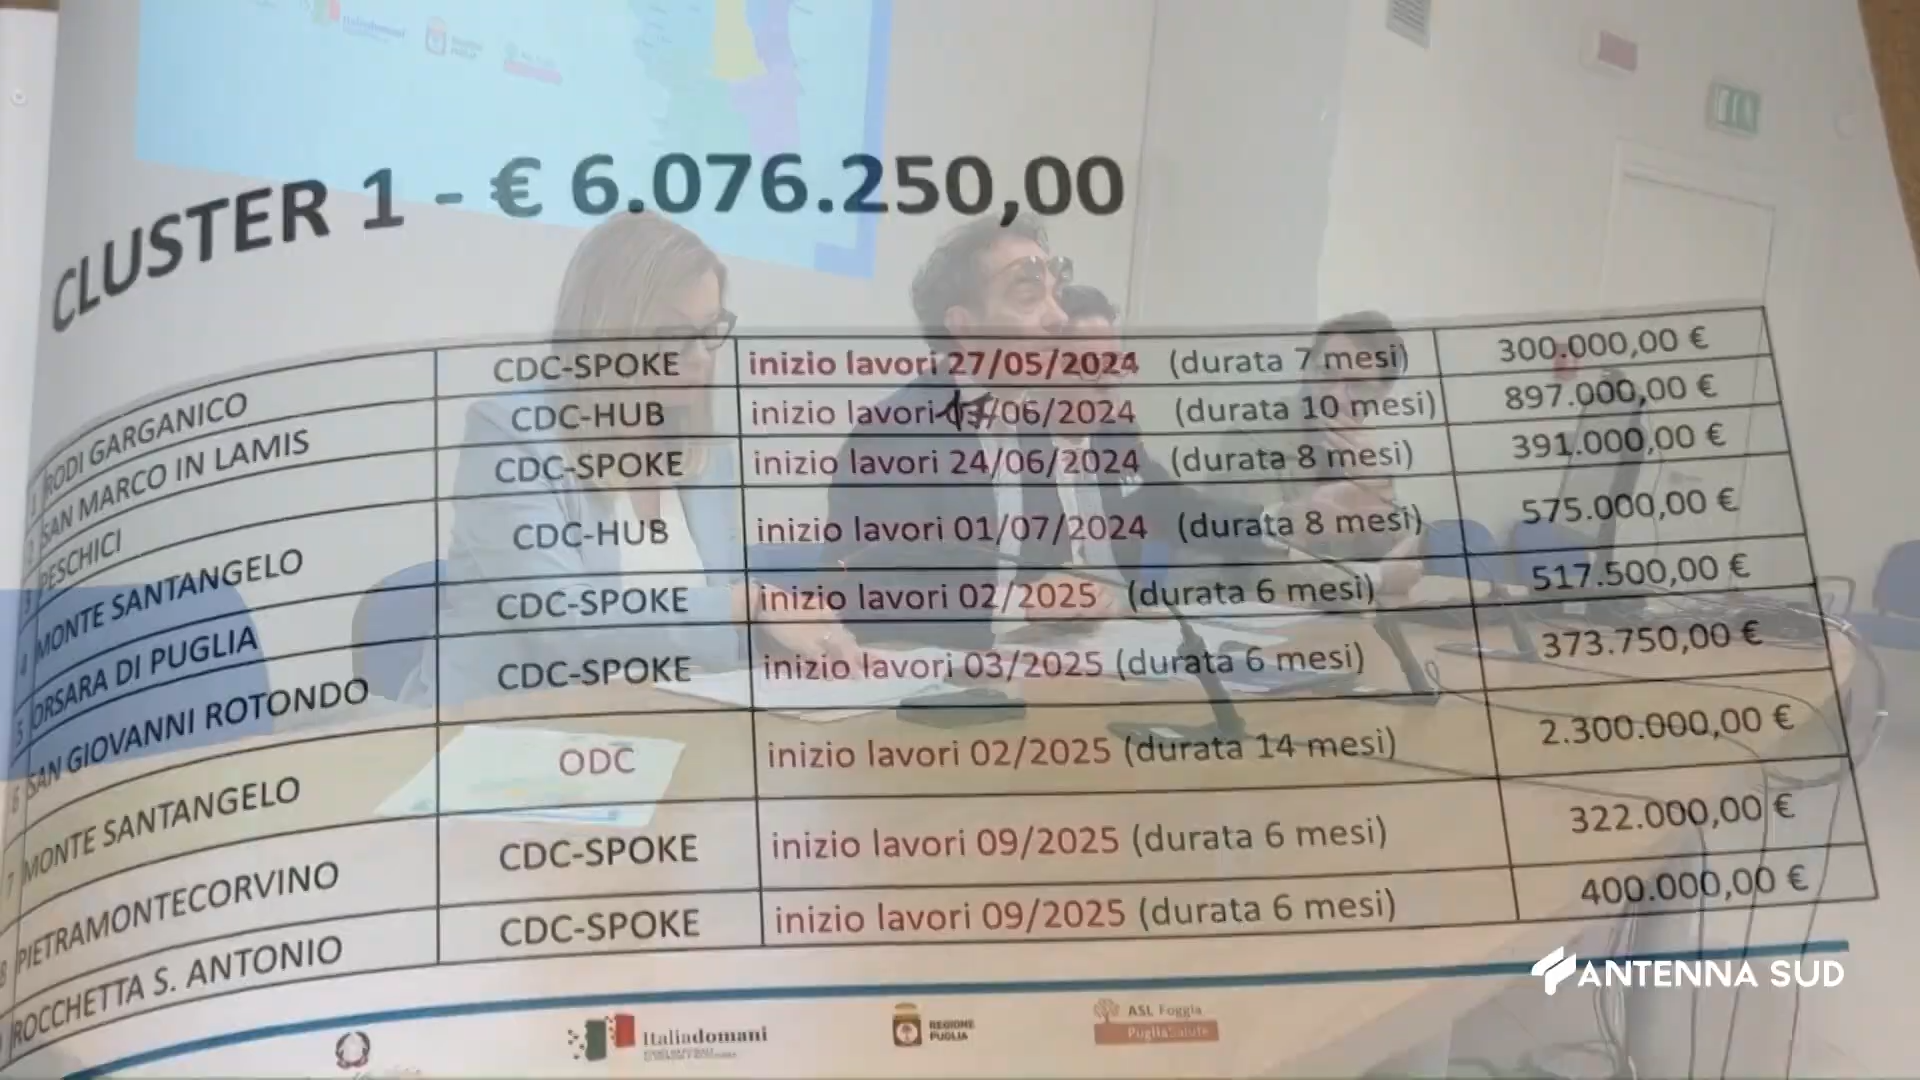 CLUSTER 1 - € 6.076.250,00
1 RODI GARGANICO CDC-SPOKE inizio lavori 27/05/2024 (durata 7 mesi) 300.000,00 €
2 SAN MARCO IN LAMIS CDC-HUB inizio lavori 17/06/2024 (durata 10 mesi) 897.000,00 €
3 PESCHICI CDC-SPOKE inizio lavori 24/06/2024 (durata 8 mesi) 391.000,00 €
4 MONTE SANTANGELO CDC-HUB inizio lavori 01/07/2024 (durata 8 mesi) 575.000,00 €
5 ORSARA DI PUGLIA CDC-SPOKE inizio lavori 02/2025 (durata 6 mesi) 517.500,00 €
6 SAN GIOVANNI ROTONDO CDC-SPOKE inizio lavori 03/2025 (durata 6 mesi) 373.750,00 €
7 MONTE SANTANGELO ODC inizio lavori 02/2025 (durata 14 mesi) 2.300.000,00 €
8 PIETRAMONTECORVINO CDC-SPOKE inizio lavori 09/2025 (durata 6 mesi) 322.000,00 €
ROCCHETTA S. ANTONIO CDC-SPOKE inizio lavori 09/2025 (durata 6 mesi) 400.000,00 €
ANTENNA SUD
Italiadomani
REGIONE
PUGLIA
ASL Foggia
PugliaSalute